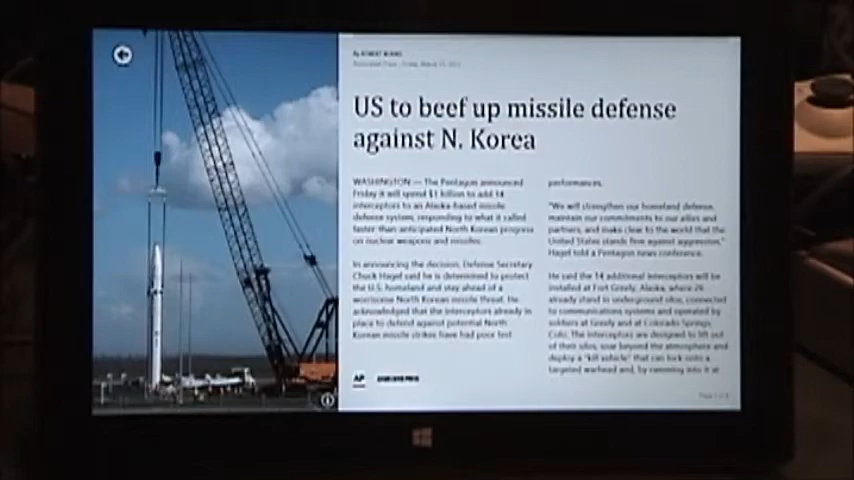 US to beef up missile defense
against N. Korea
WASHINGTON — The Pentagon announced
Friday it will spend $1 billion to add 14
interceptors to an Alaska-based missile
defense system, responding to what it called
faster than anticipated North Korean progress
on nuclear weapons and missiles.
In announcing the decision, Defense Secretary
Chuck Hagel said he is determined to protect
the U.S. homeland and stay ahead of a
worrisome North Korean missile threat. He
acknowledged that the interceptors already in
place to defend against potential North
Korean missile strikes have had poor test
AP
performances.
"We will strengthen our homeland defense,
maintain our commitments to our allies and
partners, and make clear to the world that the
United States stands firm against aggression,"
Hagel told a Pentagon news conference.
He said the 14 additional interceptors will be
installed at Fort Greely, Alaska, where 26
already stand in underground silos, connected
to communications systems and operated by
soldiers at Greely and at Colorado Springs,
Colo. The interceptors are designed to lift out
of their silos, soar beyond the atmosphere and
deploy a "kill vehicle" that can lock onto a
targeted warhead and, by ramming into it at